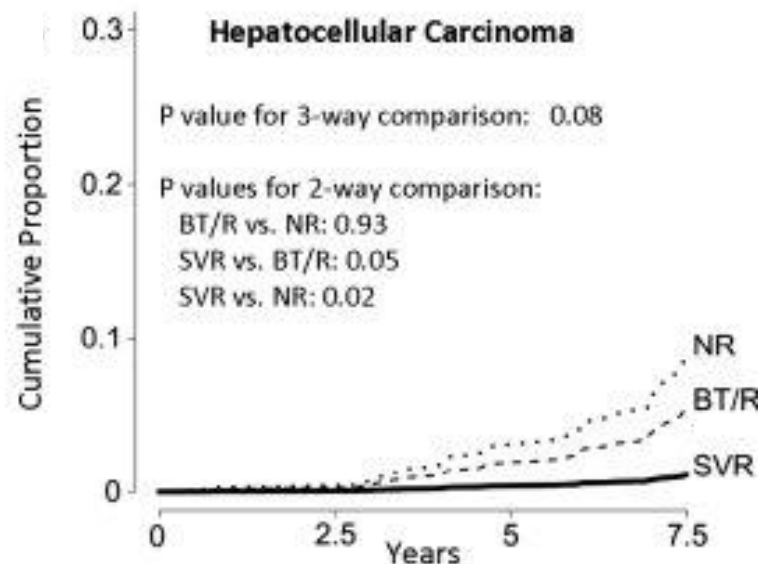 Hepatocellular Carcinoma
0.3
P value for 3-way comparison: 0.08
0.2
P values for 2-way comparison:
BT/R vs. NR: 0.93
SVR vs. BT/R: 0.05
SVR vs. NR: 0.02
Cumulative Proportion
0.1
NR
BT/R
SVR
0
0
2.5
5
7.5
Years